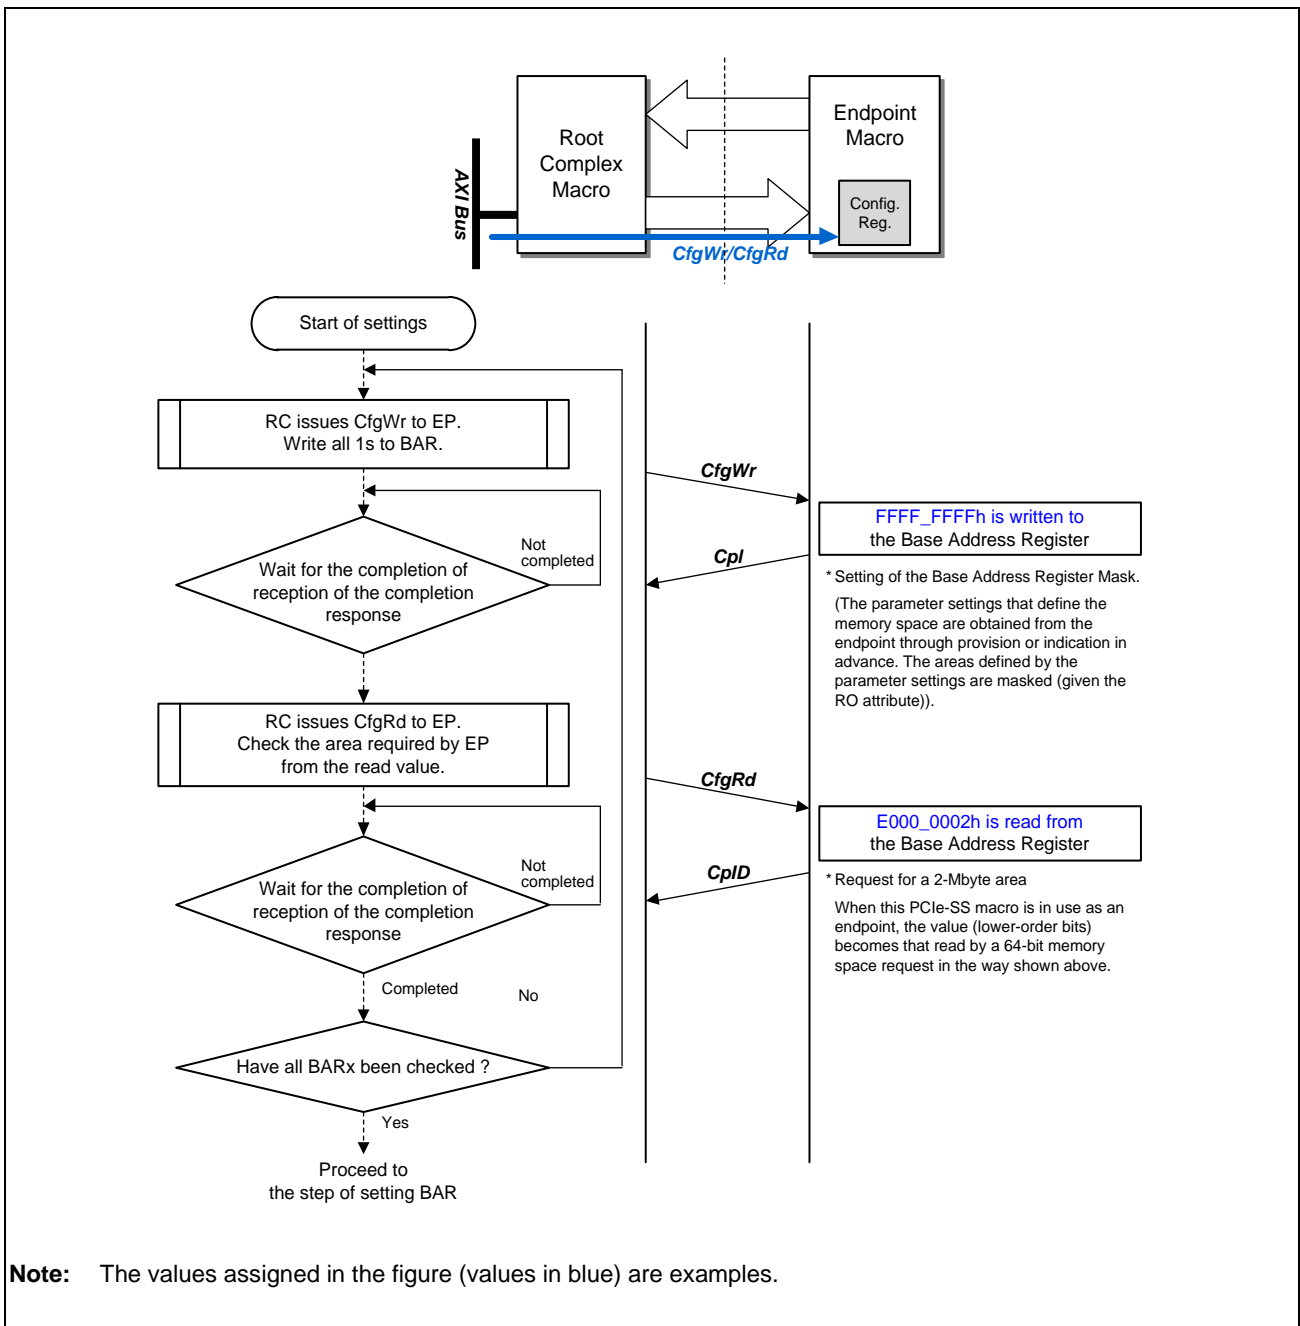 Root
Complex
Macro
Endpoint
Macro
Config.
Reg.
AXI Bus
CfgWr/CfgRd
Start of settings
RC issues CfgWr to EP.
Write all 1s to BAR.
CfgWr
FFFF_FFFFh is written to
the Base Address Register
Not
completed
Cpl
Wait for the completion of
reception of the completion
response
* Setting of the Base Address Register Mask.
(The parameter settings that define the
memory space are obtained from the
endpoint through provision or indication in
advance. The areas defined by the
parameter settings are masked (given the
RO attribute)).
RC issues CfgRd to EP.
Check the area required by EP
from the read value.
CfgRd
E000_0002h is read from
the Base Address Register
Not
completed
CplD
Wait for the completion of
reception of the completion
response
* Request for a 2-Mbyte area
When this PCIe-SS macro is in use as an
endpoint, the value (lower-order bits)
becomes that read by a 64-bit memory
space request in the way shown above.
Completed
No
Have all BARx been checked ?
Yes
Proceed to
the step of setting BAR
Note: The values assigned in the figure (values in blue) are examples.